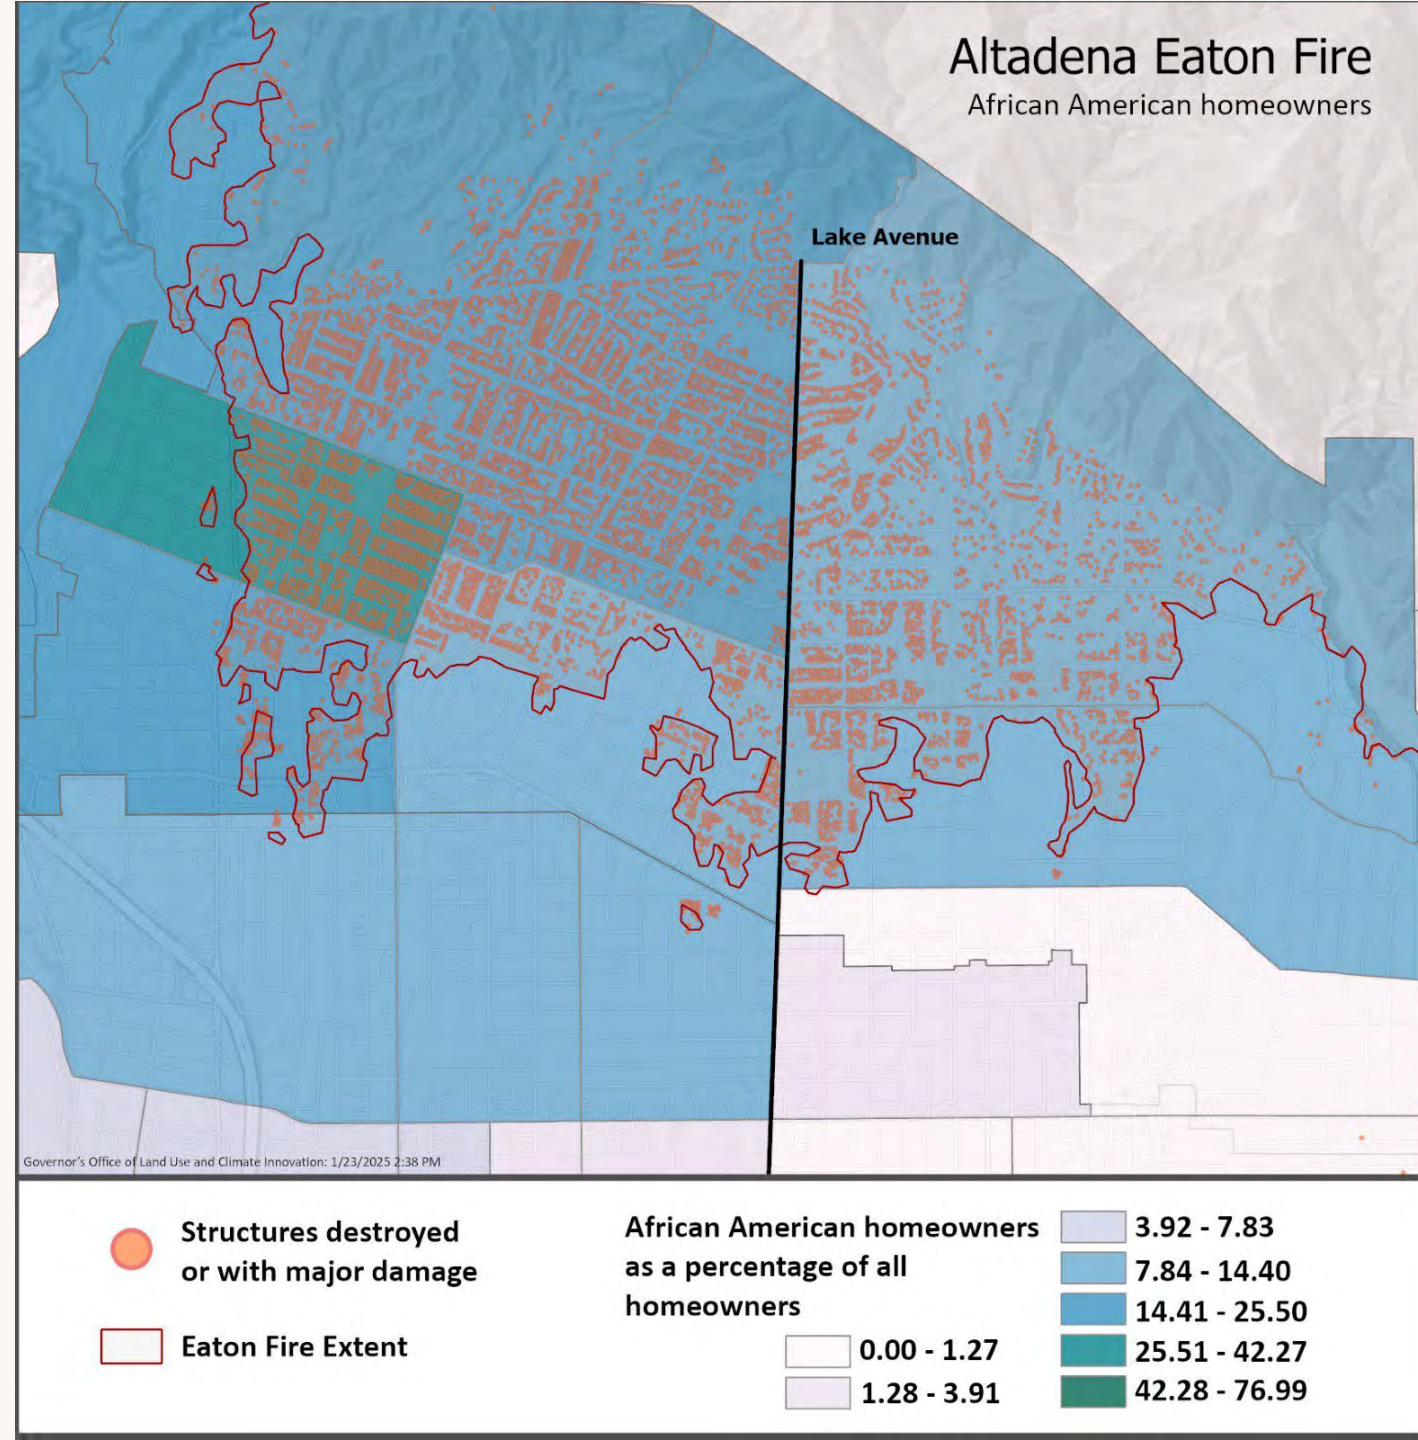 Altadena Eaton Fire
African American homeowners
Lake Avenue
Governor's Office of Land Use and Climate Innovation: 1/23/2025 2:38 PM
Structures destroyed
or with major damage
Eaton Fire Extent
African American homeowners
as a percentage of all
homeowners
0.00 - 1.27
1.28 - 3.91
3.92 - 7.83
7.84 - 14.40
14.41 - 25.50
25.51 - 42.27
42.28 - 76.99